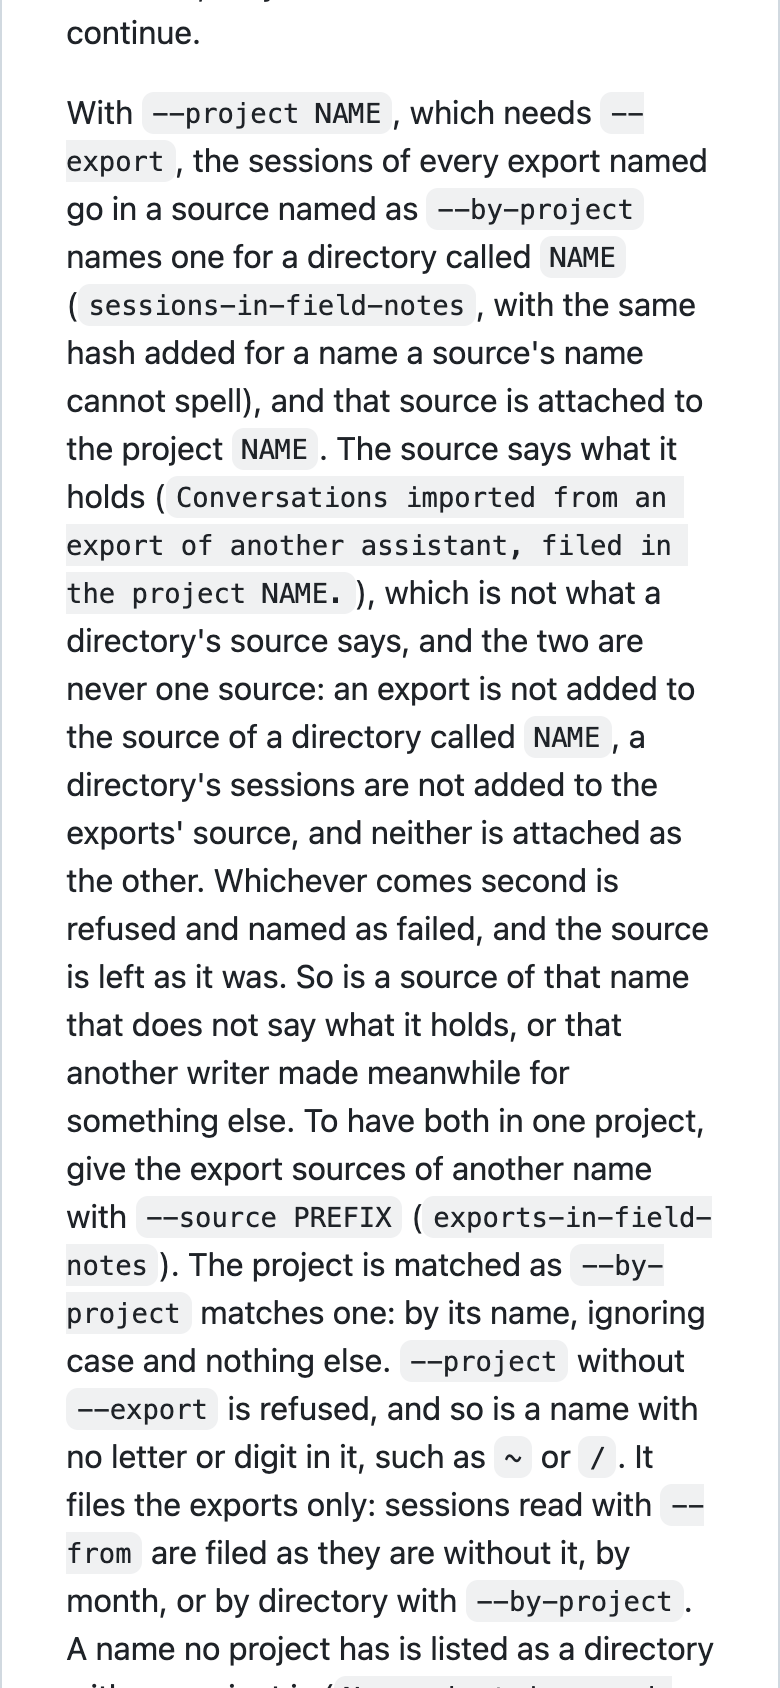 continue.
With --project NAME, which needs --
export, the sessions of every export named
go in a source named as --by-project
names one for a directory called NAME
(sessions-in-field-notes, with the same
hash added for a name a source's name
cannot spell), and that source is attached to
the project NAME. The source says what it
holds (Conversations imported from an
export of another assistant, filed in
the project NAME.), which is not what a
directory's source says, and the two are
never one source: an export is not added to
the source of a directory called NAME, a
directory's sessions are not added to the
exports' source, and neither is attached as
the other. Whichever comes second is
refused and named as failed, and the source
is left as it was. So is a source of that name
that does not say what it holds, or that
another writer made meanwhile for
something else. To have both in one project,
give the export sources of another name
with --source PREFIX (exports-in-field-
notes). The project is matched as --by-
project matches one: by its name, ignoring
case and nothing else. --project without
--export is refused, and so is a name with
no letter or digit in it, such as ~ or /. It
files the exports only: sessions read with --
from are filed as they are without it, by
month, or by directory with --by-project.
A name no project has is listed as a directory